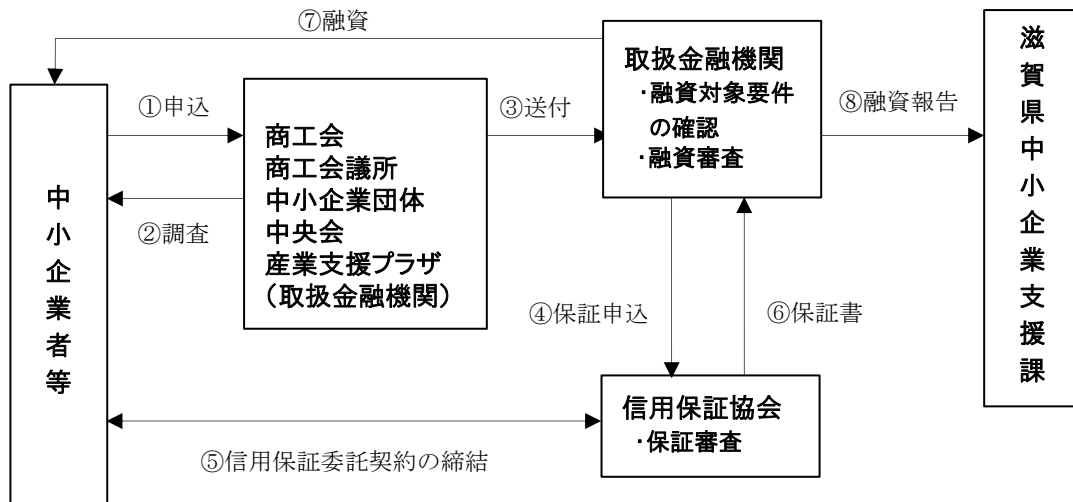 ⑦融資
取扱金融機関
・融資対象要件
の確認
・融資審査
滋賀県中小企業支援課
①申込
③送付
⑧融資報告
商工会
商工会議所
中小企業団体
中央会
産業支援プラザ
（取扱金融機関）
中小企業者等
②調査
④保証申込
⑥保証書
信用保証協会
・保証審査
⑤信用保証委託契約の締結